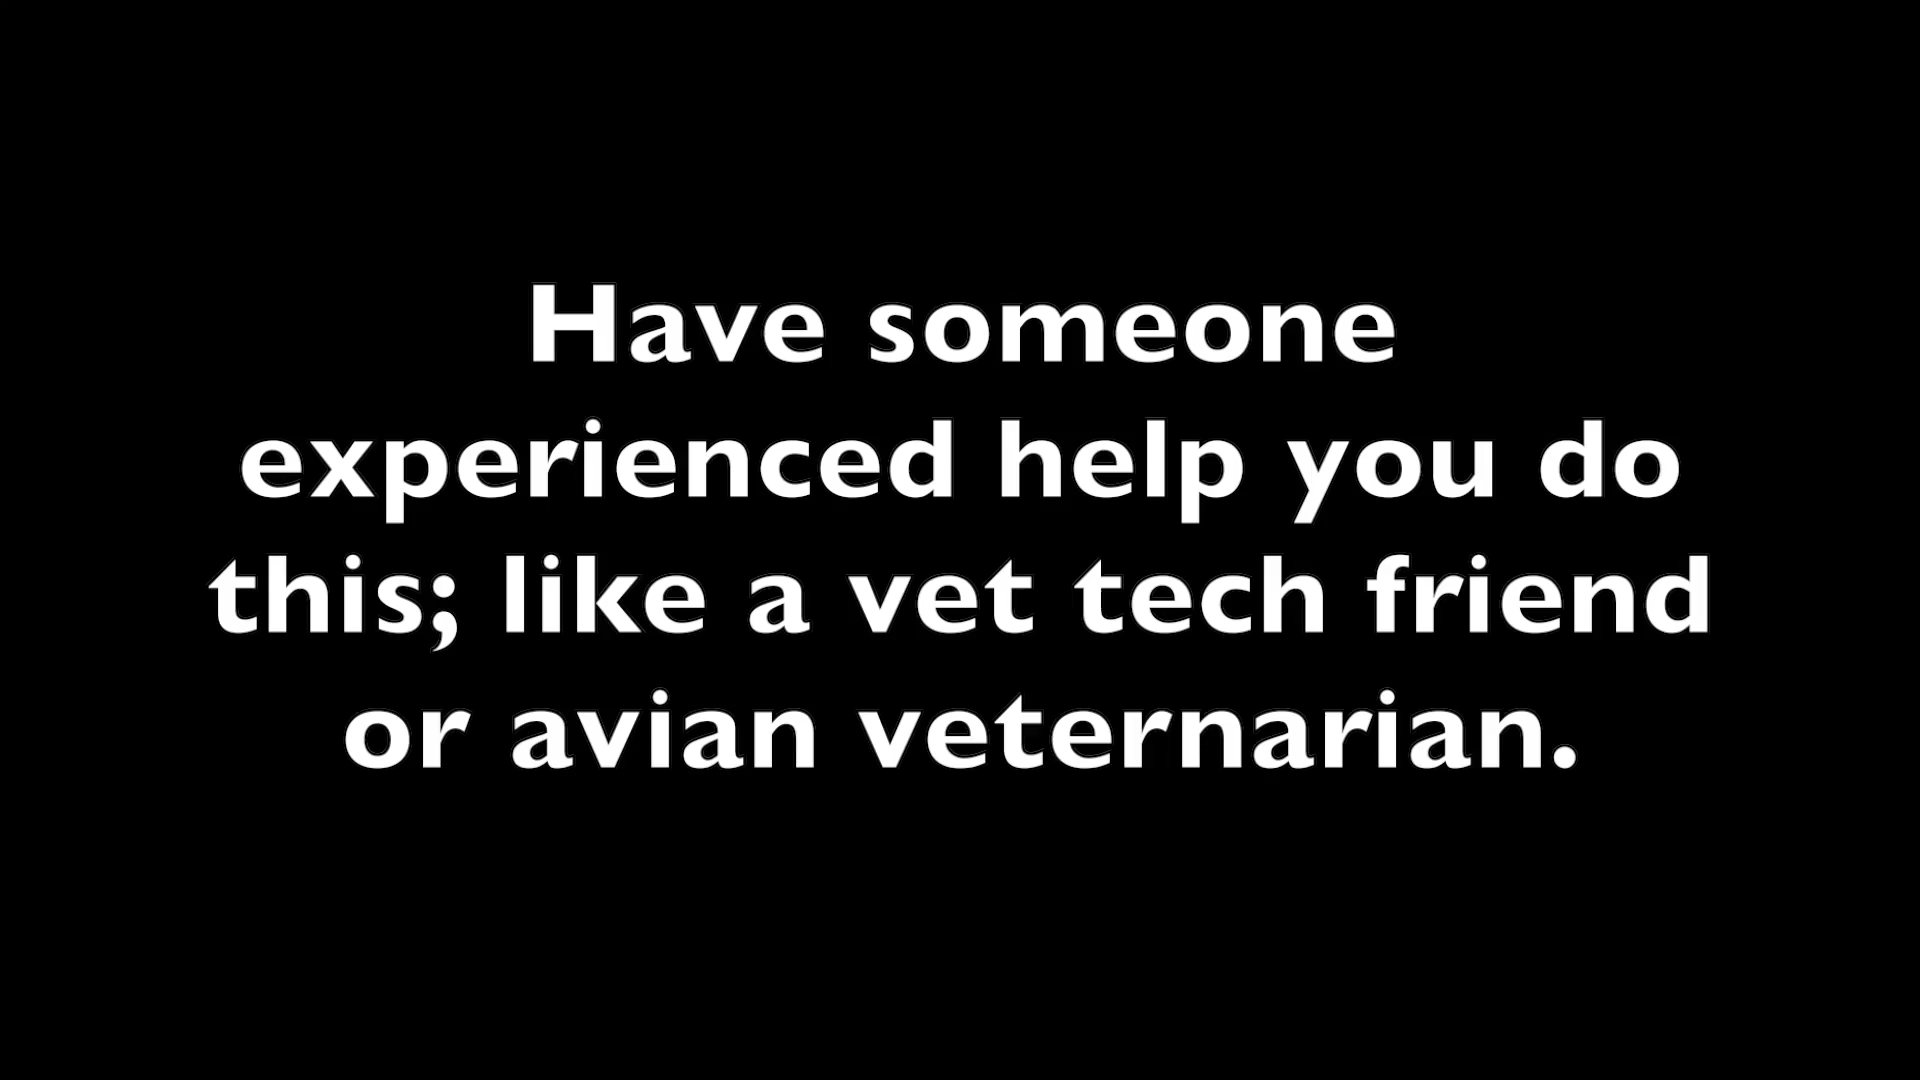 Have someone
experienced help you do
this; like a vet tech friend
or avian veternarian.